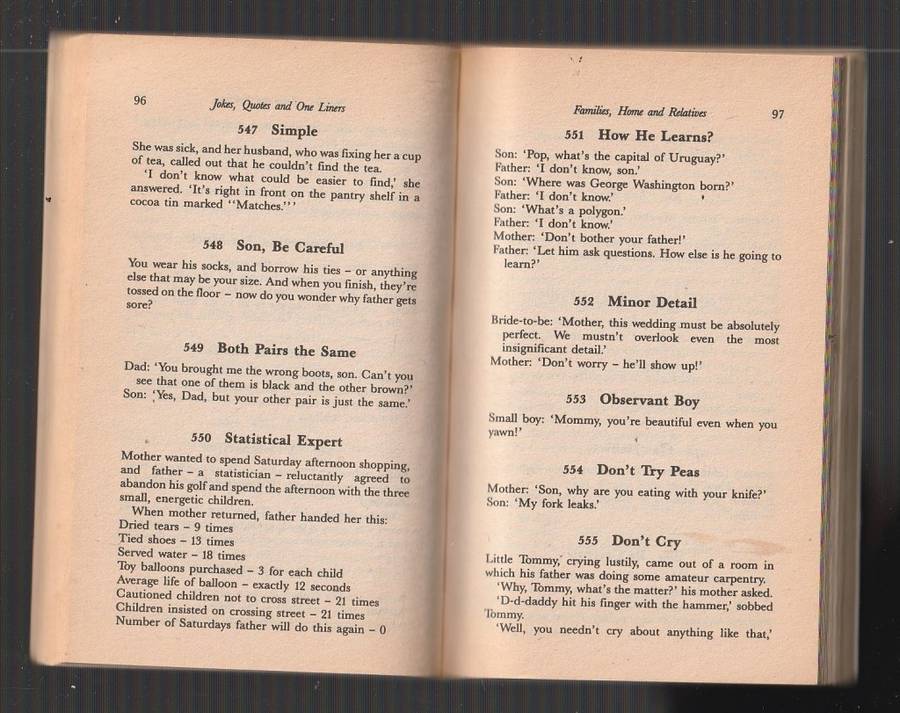 96
Jokes, Quotes and One Liners
547 Simple
She was sick, and her husband, who was fixing her a cup
of tea, called out that he couldn't find the tea.
'I don't know what could be easier to find,' she
answered. 'It's right in front on the pantry shelf in a
cocoa tin marked "Matches."'
548 Son, Be Careful
You wear his socks, and borrow his ties – or anything
else that may be your size. And when you finish, they're
tossed on the floor – now do you wonder why father gets
sore?
549 Both Pairs the Same
Dad: 'You brought me the wrong boots, son. Can't you
see that one of them is black and the other brown?'
Son: 'Yes, Dad, but your other pair is just the same.'
550 Statistical Expert
Mother wanted to spend Saturday afternoon shopping,
and father – a statistician – reluctantly agreed to
abandon his golf and spend the afternoon with the three
small, energetic children.
When mother returned, father handed her this:
Dried tears – 9 times
Tied shoes – 13 times
Served water – 18 times
Toy balloons purchased – 3 for each child
Average life of balloon – exactly 12 seconds
Cautioned children not to cross street – 21 times
Children insisted on crossing street – 21 times
Number of Saturdays father will do this again – 0
Families, Home and Relatives
97
551 How He Learns?
Son: 'Pop, what's the capital of Uruguay?'
Father: 'I don't know, son.'
Son: 'Where was George Washington born?'
Father: 'I don't know.'
Son: 'What's a polygon.'
Father: 'I don't know.'
Mother: 'Don't bother your father!'
Father: 'Let him ask questions. How else is he going to
learn?'
552 Minor Detail
Bride-to-be: 'Mother, this wedding must be absolutely
perfect. We mustn't overlook even the most
insignificant detail.'
Mother: 'Don't worry – he'll show up!'
553 Observant Boy
Small boy: 'Mommy, you're beautiful even when you
yawn!'
554 Don't Try Peas
Mother: 'Son, why are you eating with your knife?'
Son: 'My fork leaks.'
555 Don't Cry
Little Tommy, crying lustily, came out of a room in
which his father was doing some amateur carpentry.
'Why, Tommy, what's the matter?' his mother asked.
'D-d-daddy hit his finger with the hammer,' sobbed
Tommy.
'Well, you needn't cry about anything like that,'